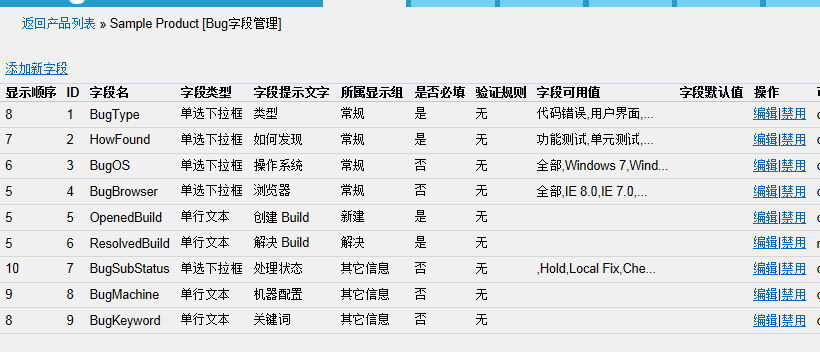 返回产品列表 » Sample Product [Bug字段管理]
添加新字段
显示顺序 ID 字段名 字段类型 字段提示文字 所属显示组 是否必填 验证规则 字段可用值 字段默认值 操作
8 1 BugType 单选下拉框 类型 常规 是 无 代码错误,用户界面,... 编辑|禁用
7 2 HowFound 单选下拉框 如何发现 常规 是 无 功能测试,单元测试,... 编辑|禁用
6 3 BugOS 单选下拉框 操作系统 常规 否 无 全部,Windows 7,Wind... 编辑|禁用
5 4 BugBrowser 单选下拉框 浏览器 常规 否 无 全部,IE 8.0,IE 7.0,... 编辑|禁用
5 5 OpenedBuild 单行文本 创建 Build 新建 是 无 编辑|禁用
5 6 ResolvedBuild 单行文本 解决 Build 解决 是 无 编辑|禁用
10 7 BugSubStatus 单选下拉框 处理状态 其它信息 否 无 ,Hold,Local Fix,Che... 编辑|禁用
9 8 BugMachine 单行文本 机器配置 其它信息 否 无 编辑|禁用
8 9 BugKeyword 单行文本 关键词 其它信息 否 无 编辑|禁用